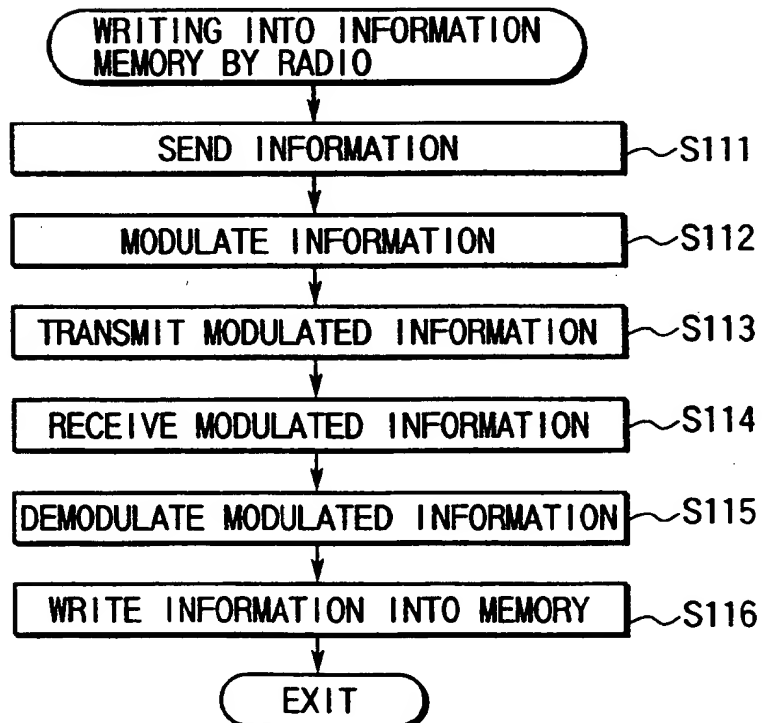 WRITING INTO INFORMATION
MEMORY BY RADIO
SEND INFORMATION
S111
MODULATE INFORMATION
S112
TRANSMIT MODULATED INFORMATION
S113
RECEIVE MODULATED INFORMATION
S114
DEMODULATE MODULATED INFORMATION
S115
WRITE INFORMATION INTO MEMORY
S116
EXIT